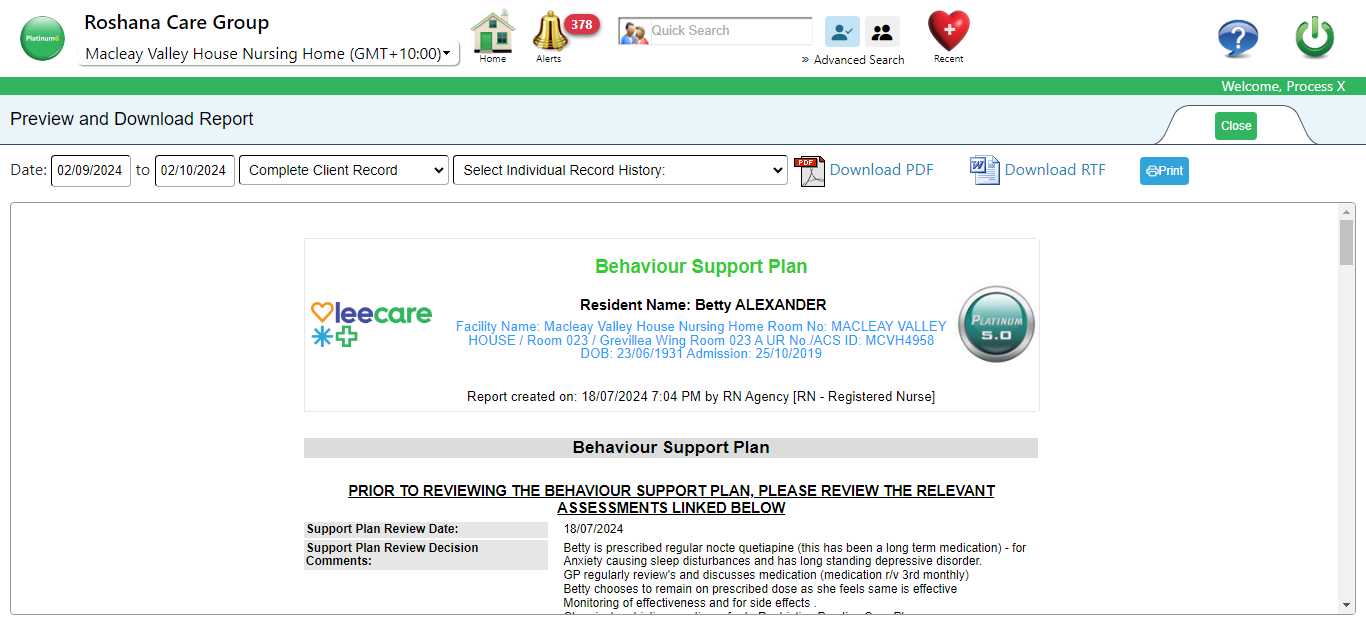 Platinum5
Roshana Care Group
Macleay Valley House Nursing Home (GMT+10:00)
Home
378
Alerts
Quick Search
» Advanced Search
Recent
?
Welcome, Process X
Preview and Download Report
Close
Date: 02/09/2024 to 02/10/2024 Complete Client Record Select Individual Record History: PDF Download PDF W Download RTF Print
Behaviour Support Plan
Resident Name: Betty ALEXANDER
leecare
Facility Name: Macleay Valley House Nursing Home Room No: MACLEAY VALLEY
HOUSE / Room 023 / Grevillea Wing Room 023 A UR No./ACS ID: MCVH4958
DOB: 23/06/1931 Admission: 25/10/2019
PLATINUM
5.0
Report created on: 18/07/2024 7:04 PM by RN Agency [RN - Registered Nurse]
Behaviour Support Plan
PRIOR TO REVIEWING THE BEHAVIOUR SUPPORT PLAN, PLEASE REVIEW THE RELEVANT
ASSESSMENTS LINKED BELOW
Support Plan Review Date: 18/07/2024
Support Plan Review Decision
Comments:
Betty is prescribed regular nocte quetiapine (this has been a long term medication) - for
Anxiety causing sleep disturbances and has long standing depressive disorder.
GP regularly review's and discusses medication (medication r/v 3rd monthly)
Betty chooses to remain on prescribed dose as she feels same is effective
Monitoring of effectiveness and for side effects .